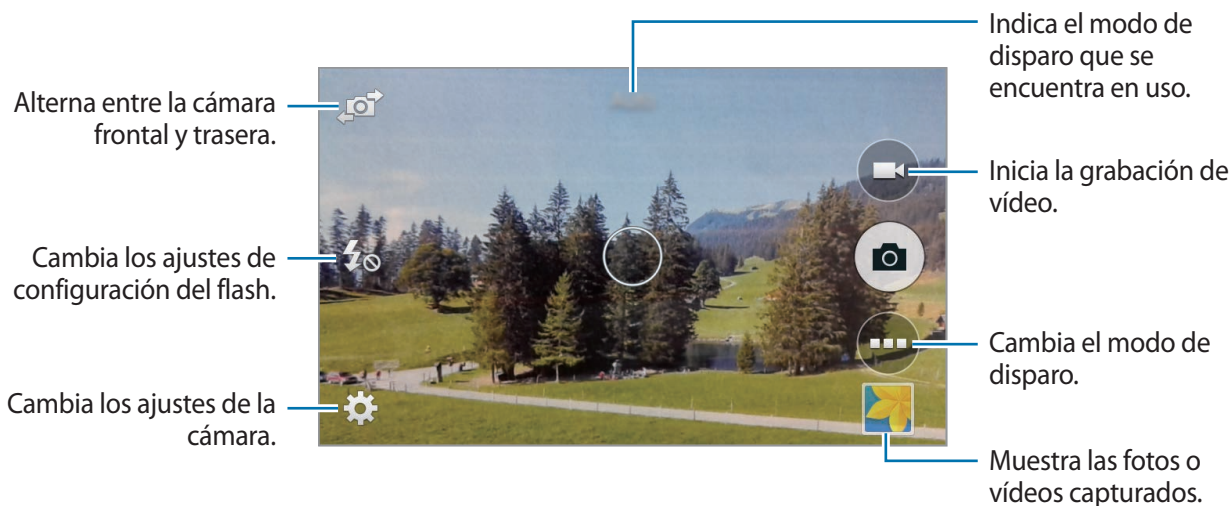 Alterna entre la cámara
frontal y trasera.
Cambia los ajustes de
configuración del flash.
Cambia los ajustes de la
cámara.
Indica el modo de
disparo que se
encuentra en uso.
Inicia la grabación de
vídeo.
Cambia el modo de
disparo.
Muestra las fotos o
vídeos capturados.